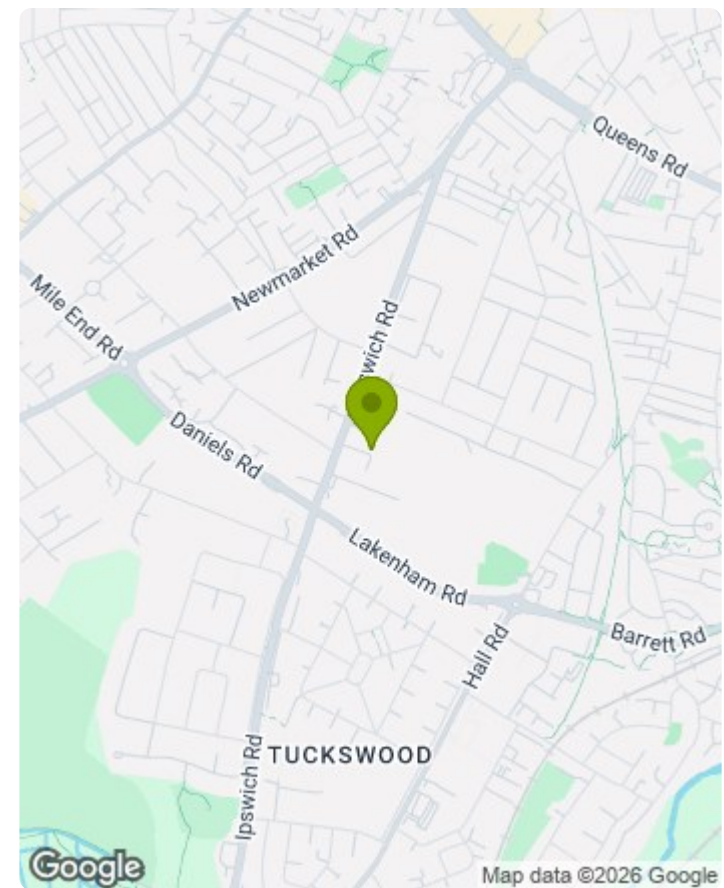 Queens Rd
Newmarket Rd
Mile End Rd
swich Rd
Daniels Rd
Lakenham Rd
Barrett Rd
Hall Rd
Ipswich Rd
TUCKSWOOD
Google
Map data ©2026 Google